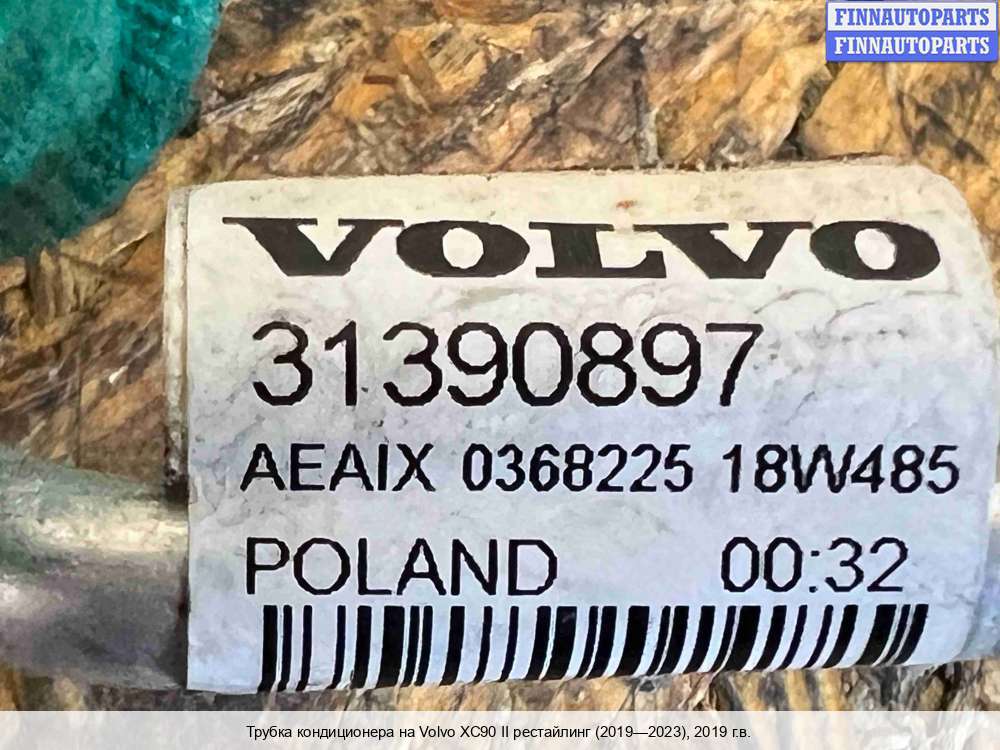 FINNAUTOPARTS
FINNAUTOPARTS
VOLVO
31390897
AEAIX 0368225 18W485
POLAND 00:32
Трубка кондиционера на Volvo XC90 II рестайлинг (2019—2023), 2019 г.в.